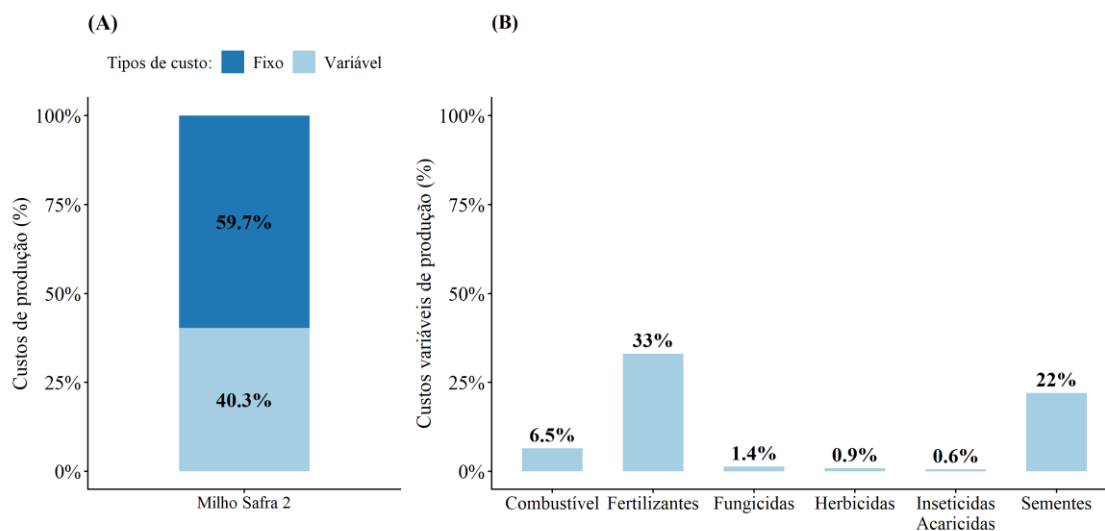 (A)
Tipos de custo: Fixo Variável
Custos de produção (%)
100%
75%
50%
25%
0%
59.7%
40.3%
Milho Safra 2
(B)
Custos variáveis de produção (%)
100%
75%
50%
25%
0%
6.5%
33%
1.4%
0.9%
0.6%
22%
Combustível
Fertilizantes
Fungicidas
Herbicidas
Inseticidas
Acaricidas
Sementes